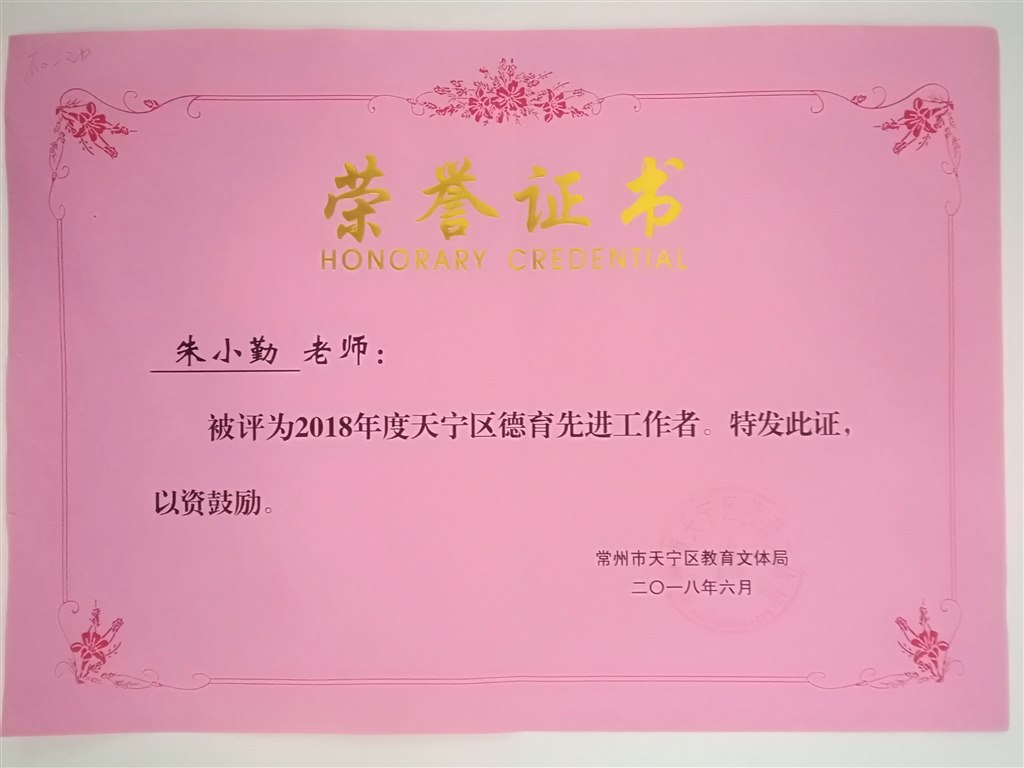 荣誉证书
HONORARY CREDENTIAL
朱小勤 老师：
被评为2018年度天宁区德育先进工作者。特发此证，
以资鼓励。
常州市天宁区教育文体局
二〇一八年六月